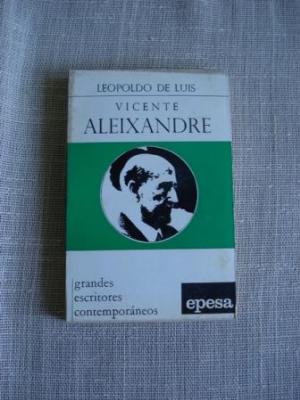 LEOPOLDO DE LUIS
VICENTE
ALEIXANDRE
grandes
escritores
contemporáneos
epesa